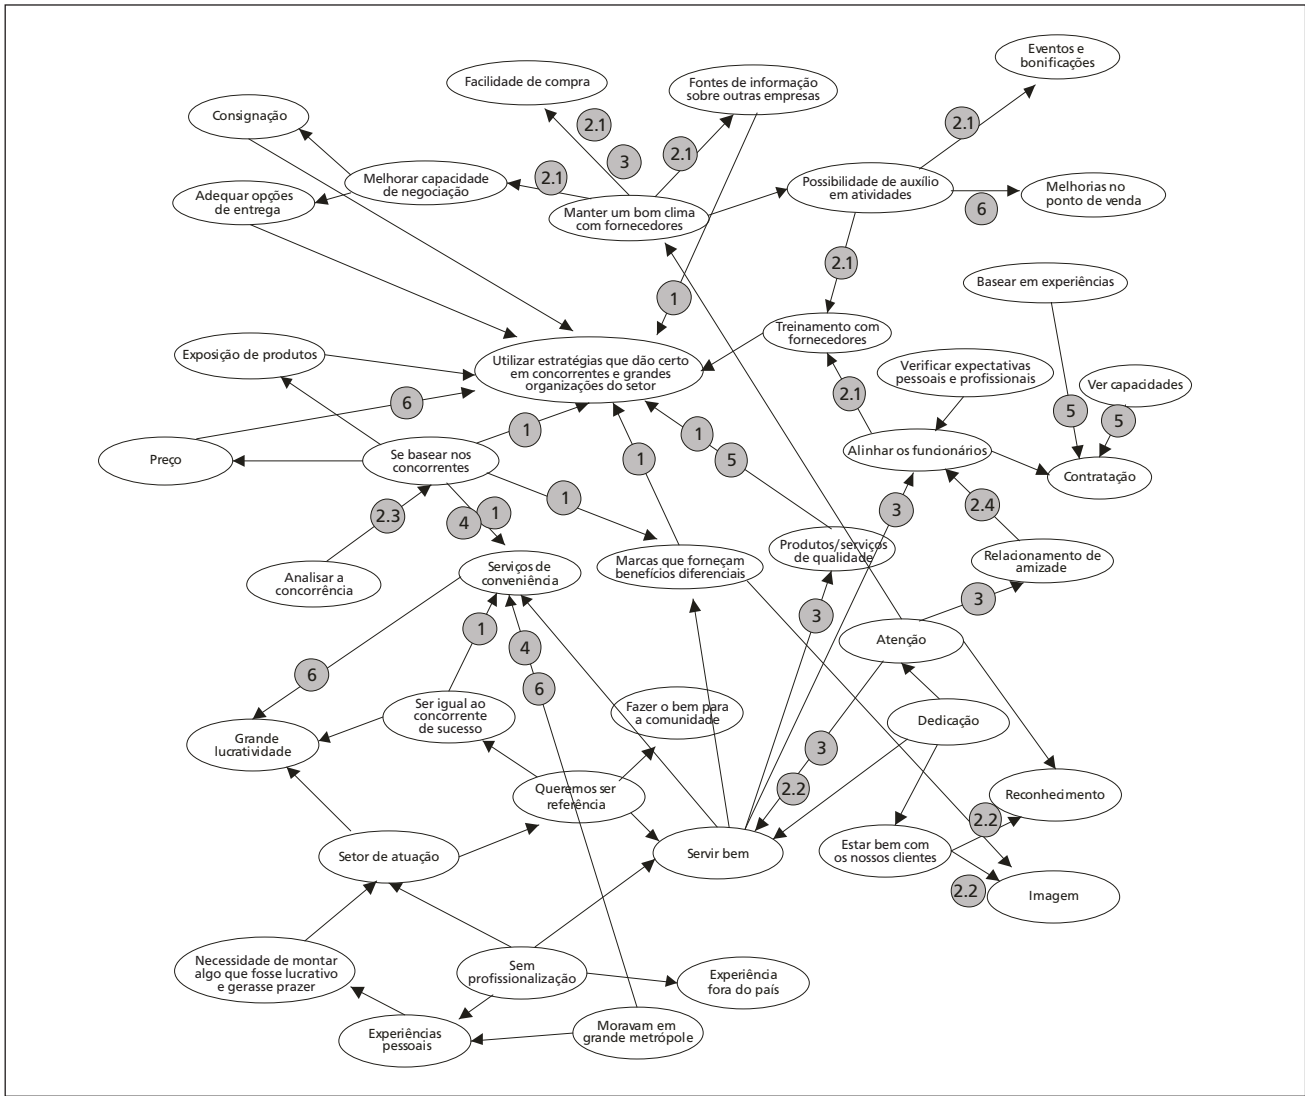 Eventos e
bonificações
Facilidade de compra
Fontes de informação
sobre outras empresas
Consignação
2.1
2.1
3
2.1
2.1
Melhorar capacidade
de negociação
Possibilidade de auxílio
em atividades
Melhorias no
ponto de venda
6
Adequar opções
de entrega
Manter um bom clima
com fornecedores
2.1
Basear em experiências
1
Treinamento com
fornecedores
Exposição de produtos
Utilizar estratégias que dão certo
em concorrentes e grandes
organizações do setor
Verificar expectativas
pessoais e profissionais
Ver capacidades
6
2.1
5
5
1
1
5
1
Preço
Se basear nos
concorrentes
Alinhar os funcionários
Contratação
1
3
2.4
2.3
4
1
Produtos/serviços
de qualidade
Relacionamento de
amizade
Analisar a
concorrência
Serviços de
conveniência
Marcas que forneçam
benefícios diferenciais
3
3
1
4
Atenção
6
6
Ser igual ao
concorrente
de sucesso
Fazer o bem para
a comunidade
Dedicação
Grande
lucratividade
3
2.2
Queremos ser
referência
Reconhecimento
2.2
Setor de atuação
Servir bem
Estar bem com
os nossos clientes
2.2
Imagem
Necessidade de montar
algo que fosse lucrativo
e gerasse prazer
Sem
profissionalização
Experiência
fora do país
Experiências
pessoais
Moravam em
grande metrópole